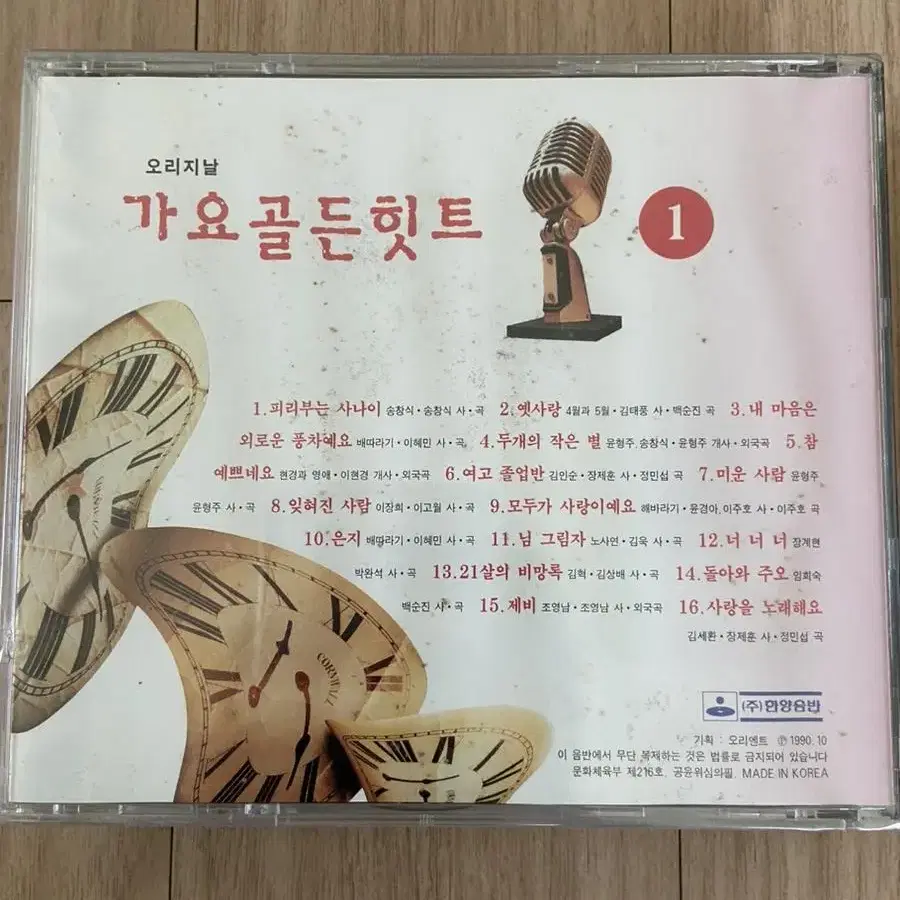 오리지날
가요골든힛트
1
1.피리부는 사나이 송창식·송창식 사·곡 2.옛사랑 4월과 5월·김태풍 사·백순진 곡 3.내 마음은
외로운 풍차예요 배따라기·이혜민 사·곡 4.두개의 작은 별 윤형주,송창식·윤형주 개사·외국곡 5.참
예쁘네요 현경과 영애·이현경 개사·외국곡 6.여고 졸업반 김인순·장제훈 사·정민섭 곡 7.미운 사람 윤형주
윤형주 사·곡 8.잊혀진 사람 이장희·이고월 사·곡 9.모두가 사랑이예요 해바라기·윤경아,이주호 사·이주호 곡
10.은지 배따라기·이혜민 사·곡 11.님 그림자 노사연·김욱 사·곡 12.너 너 너 장계현
박완석 사·곡 13.21살의 비망록 김혁·김상배 사·곡 14.돌아와 주오 임희숙
백순진 사·곡 15.제비 조영남·조영남 사·외국곡 16.사랑을 노래해요
김세환·장제훈 사·정민섭 곡
(주)한양음반
기획 : 오리엔트 ℗ 1990.10
이 음반에서 무단 복제하는 것은 법률로 금지되어 있습니다
문화체육부 제216호, 공윤위심의필, MADE IN KOREA
CORNWALL